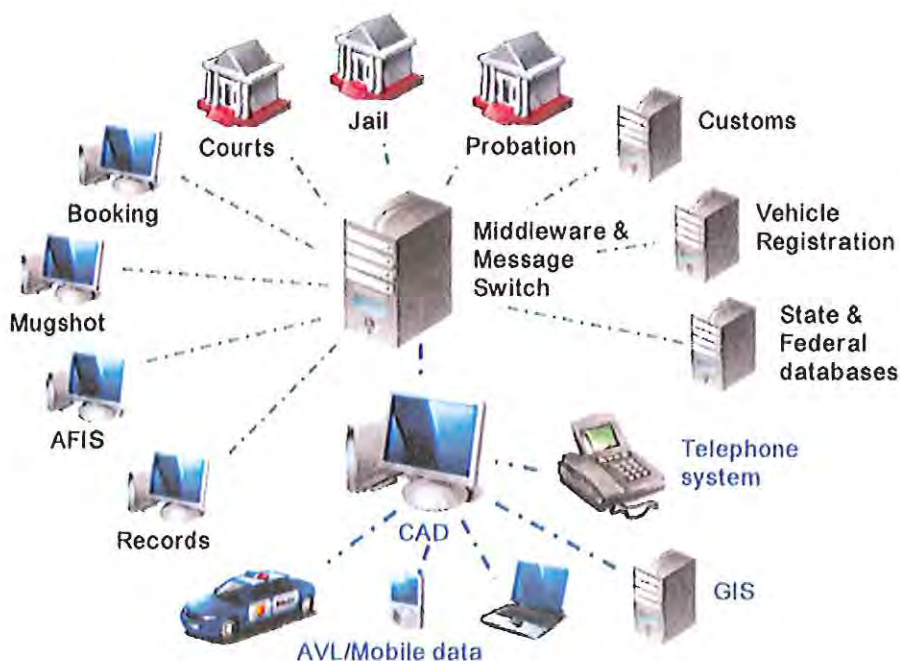 Courts
Jail
Probation
Customs
Booking
Middleware &
Message
Switch
Vehicle
Registration
Mugshot
State &
Federal
databases
AFIS
Telephone
system
Records
CAD
GIS
AVL/Mobile data